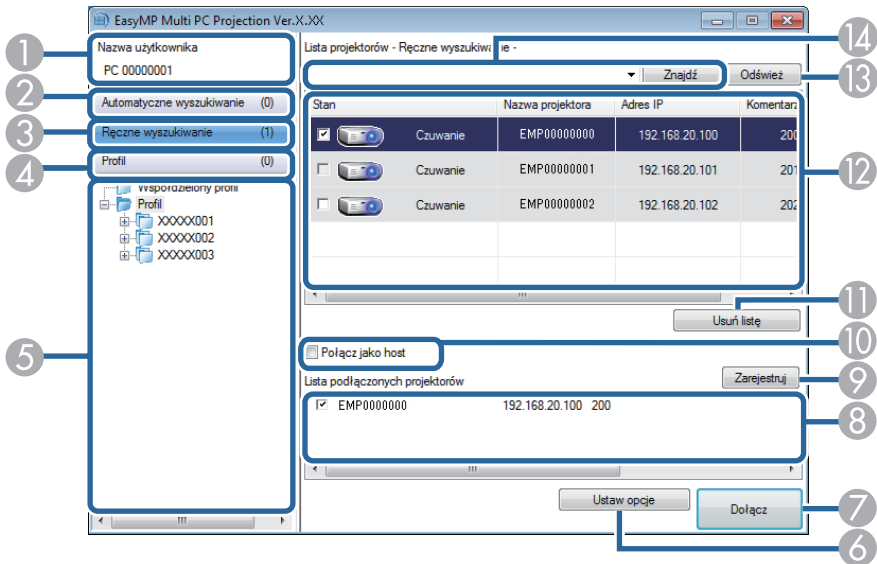 EasyMP Multi PC Projection Ver.X.XX
Nazwa użytkownika
PC 00000001
Automatyczne wyszukiwanie (0)
Ręczne wyszukiwanie (1)
Profil (0)
Współdzielony profil
Profil
XXXXX001
XXXXX002
XXXXX003
Lista projektorów - Ręczne wyszukiwanie -
Znajdź
Odśwież
Stan Nazwa projektora Adres IP Komentarz
Czuwanie EMP00000000 192.168.20.100 200
Czuwanie EMP00000001 192.168.20.101 201
Czuwanie EMP00000002 192.168.20.102 202
Usuń listę
Połącz jako host
Lista podłączonych projektorów
Zarejestruj
EMP0000000 192.168.20.100 200
Ustaw opcje
Dołącz
1
2
3
4
5
14
13
12
11
10
9
8
7
6